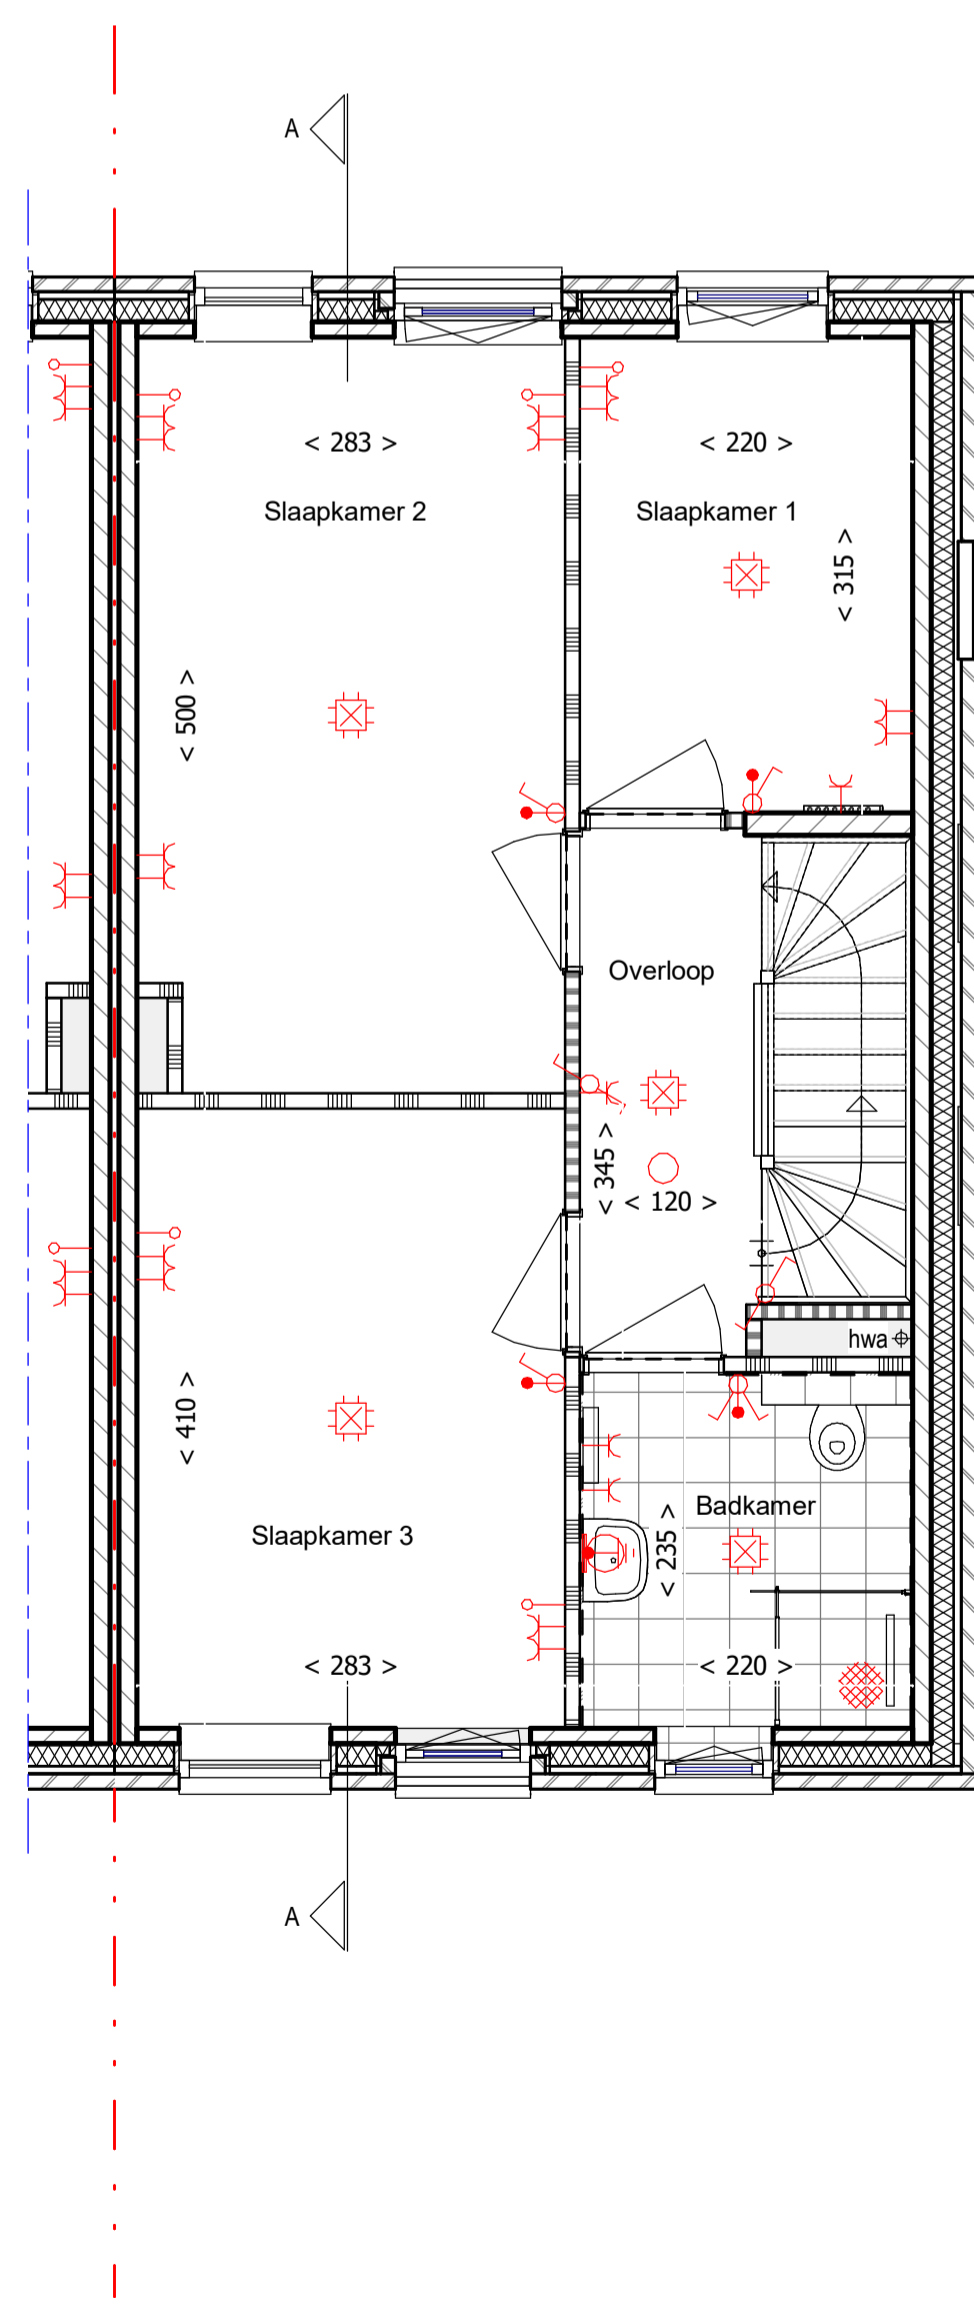 A
< 283 >
< 220 >
Slaapkamer 2
Slaapkamer 1
< 315 >
< 500 >
Overloop
< 345 >
< 120 >
hwa
< 410 >
Badkamer
Slaapkamer 3
< 235 >
< 283 >
< 220 >
A